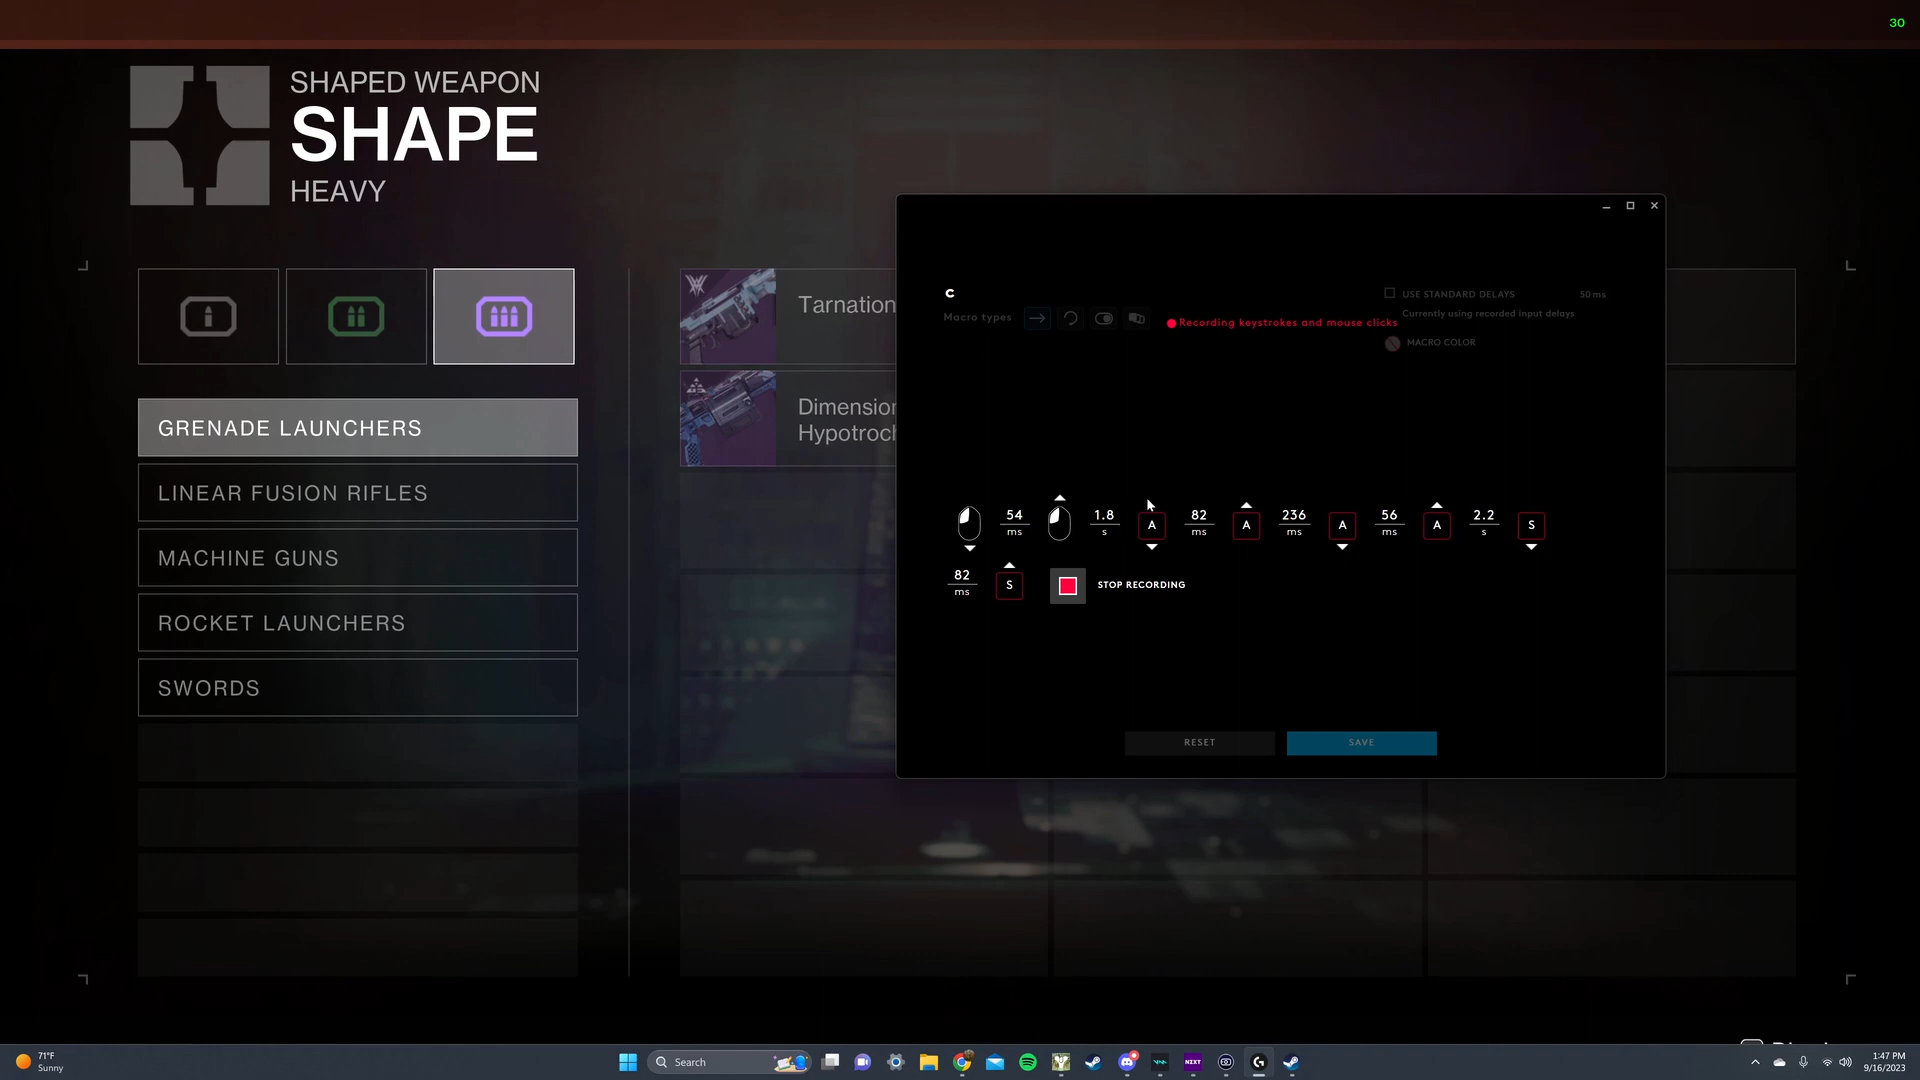 30
SHAPED WEAPON
SHAPE
HEAVY
GRENADE LAUNCHERS
LINEAR FUSION RIFLES
MACHINE GUNS
ROCKET LAUNCHERS
SWORDS
Tarnation
C
Macro types
Recording keystrokes and mouse clicks
USE STANDARD DELAYS 50 ms
Currently using recorded input delays
MACRO COLOR
54 ms 1.8 s A 82 ms A 236 ms A 56 ms A 2.2 s S
82 ms S STOP RECORDING
RESET SAVE
71°F
Sunny
Search
NZXT
1:47 PM
9/16/2023